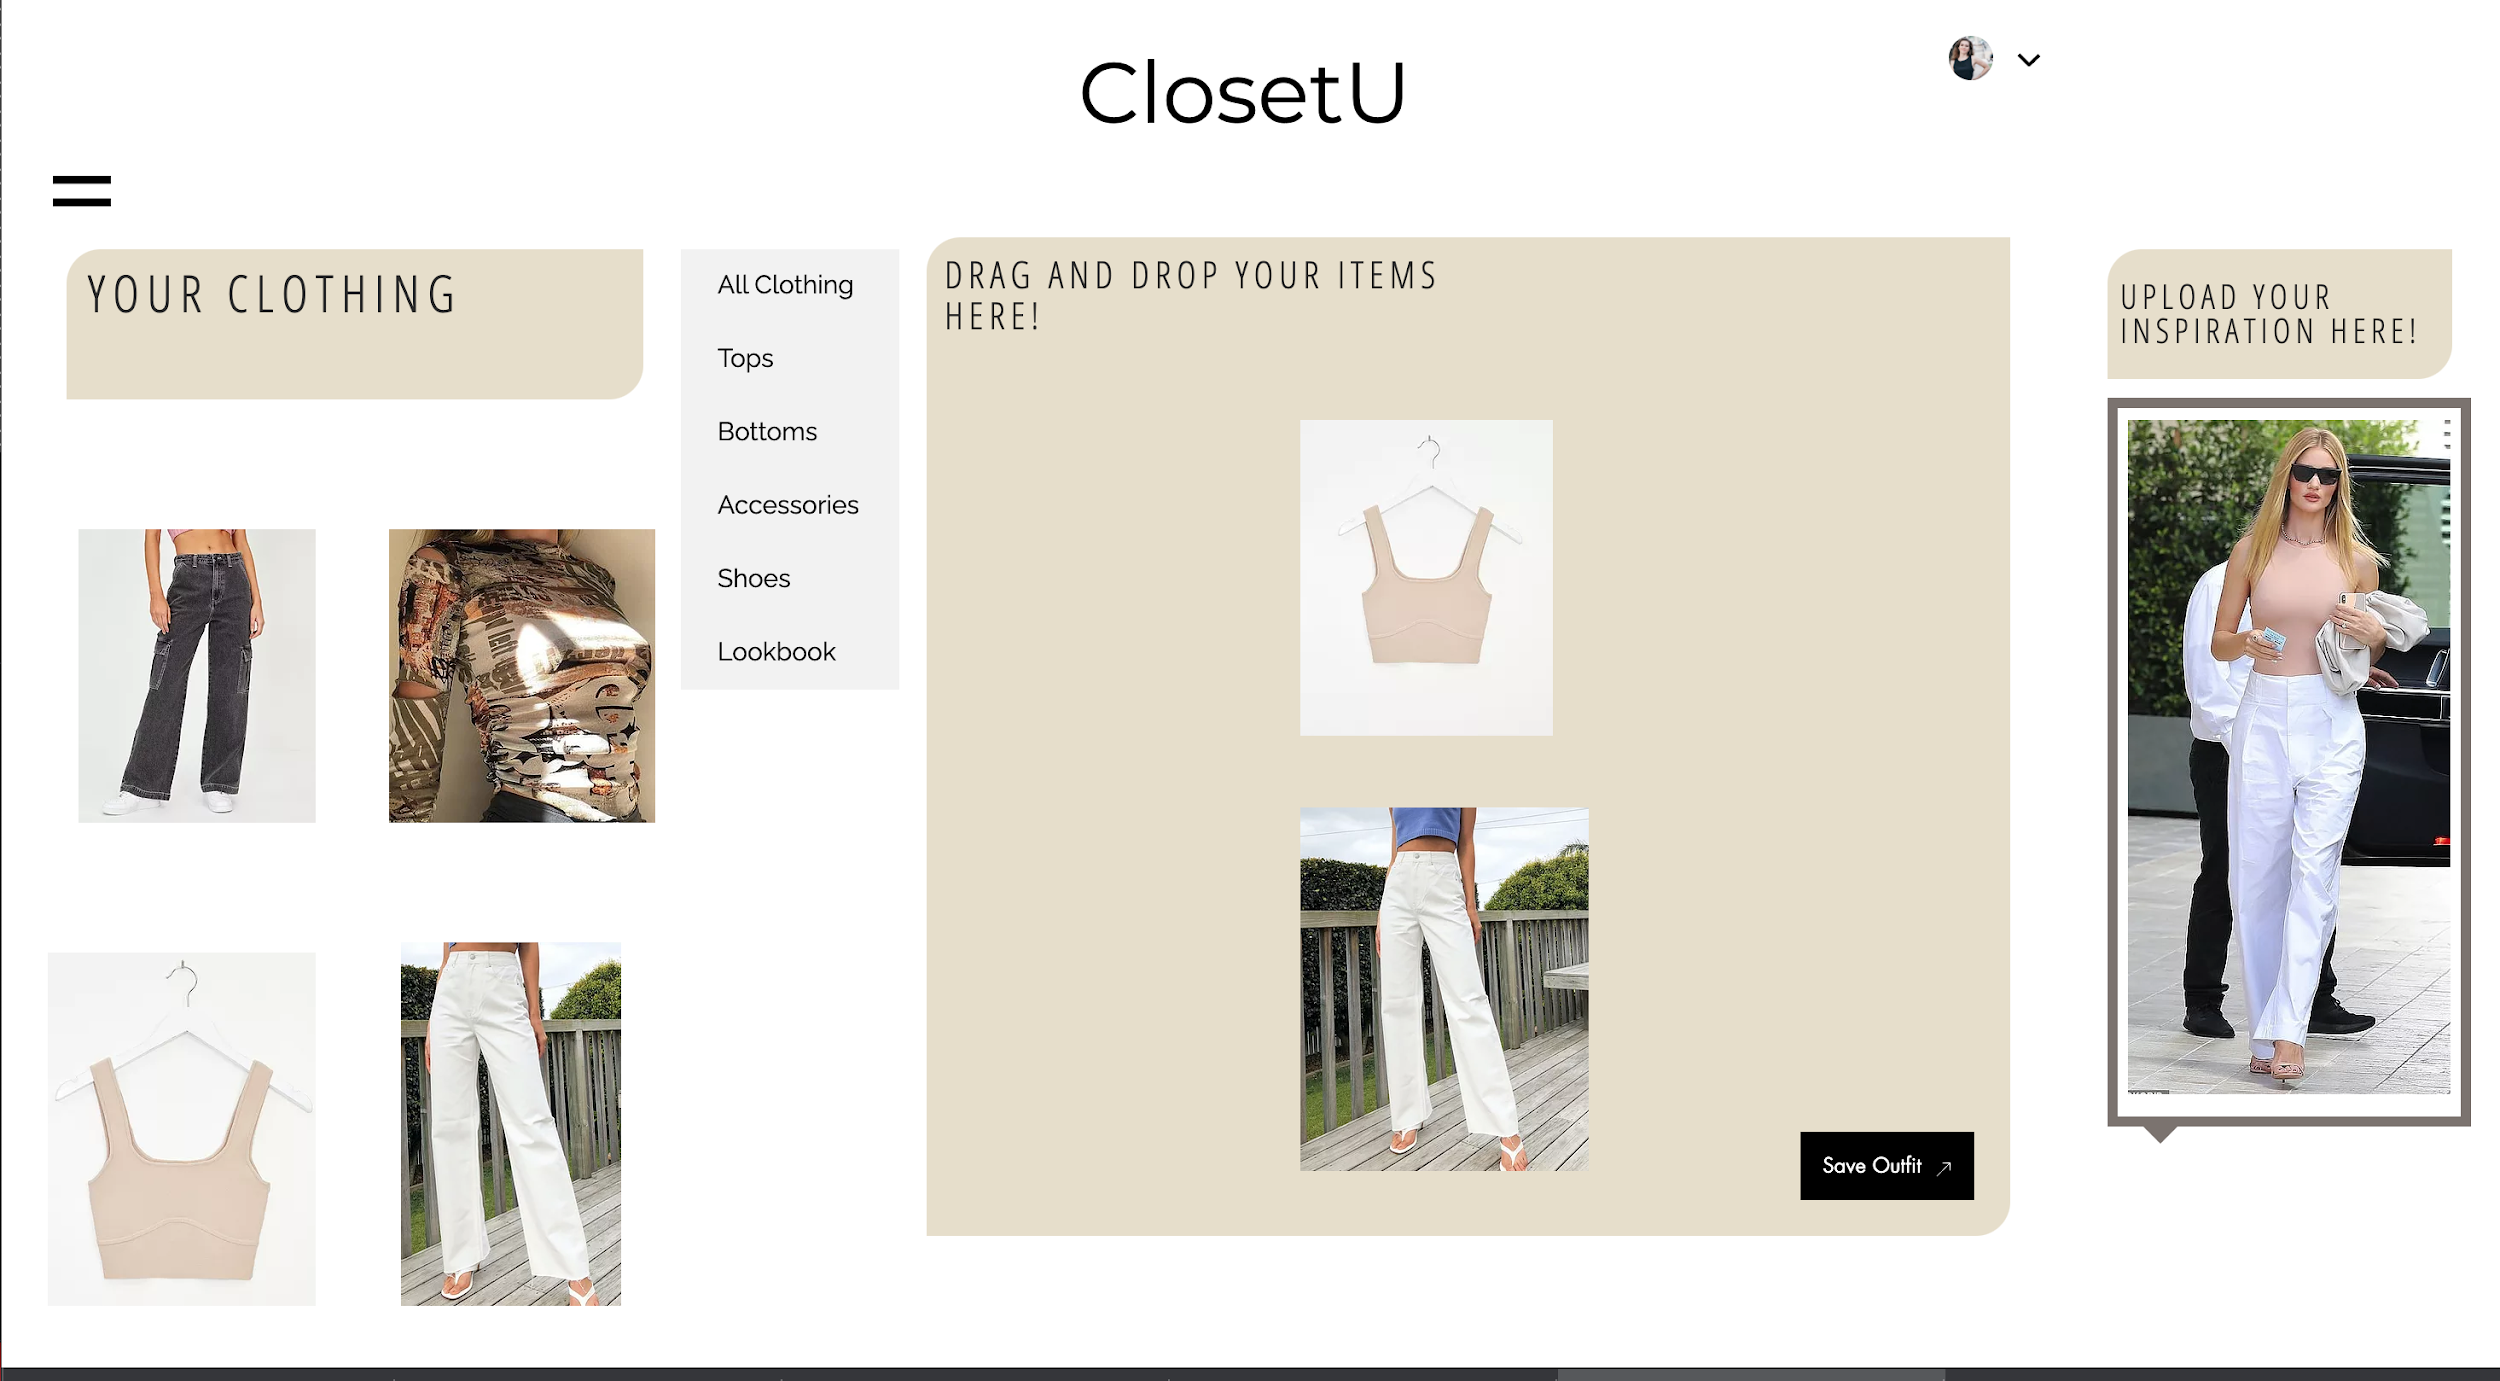 ClosetU
YOUR CLOTHING
All Clothing
Tops
Bottoms
Accessories
Shoes
Lookbook
DRAG AND DROP YOUR ITEMS
HERE!
Save Outfit
UPLOAD YOUR
INSPIRATION HERE!